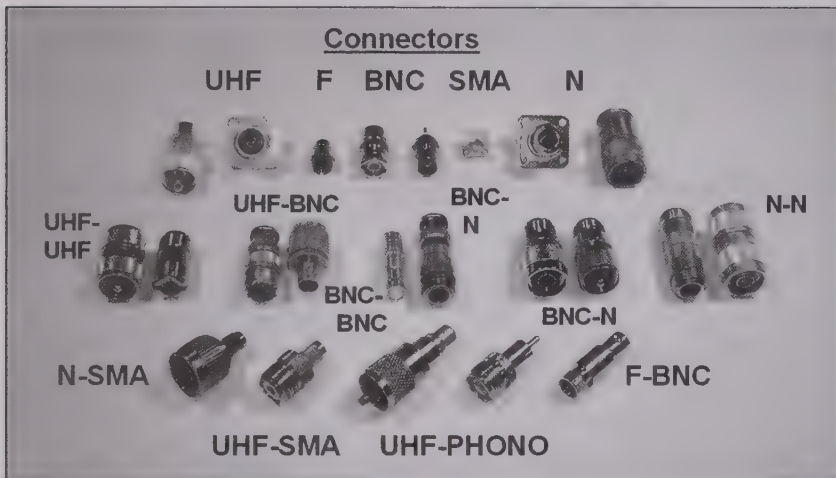 Connectors
UHF F BNC SMA N
UHF-BNC
BNC-
N
N-N
UHF-
UHF
BNC-
BNC
BNC-N
N-SMA
F-BNC
UHF-SMA UHF-PHONO